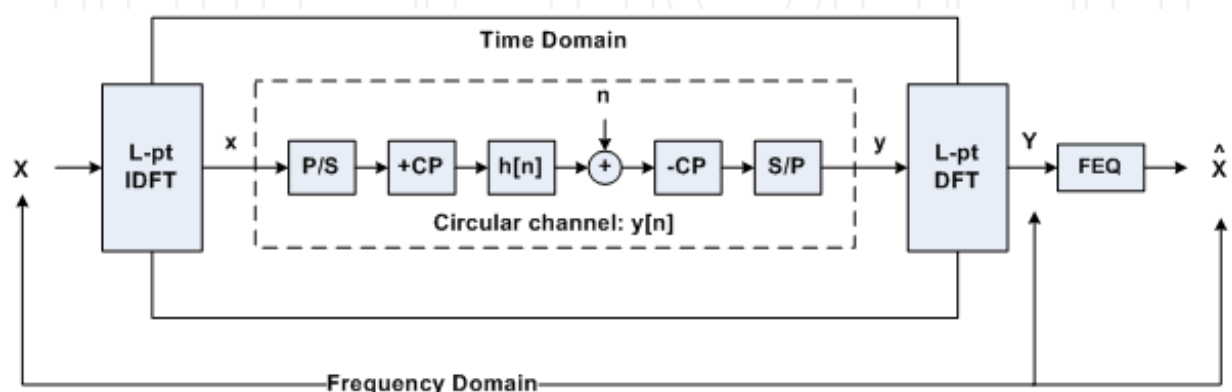 Time Domain
n
X
L-pt
IDFT
x
P/S
+CP
h[n]
+
-CP
S/P
y
L-pt
DFT
Y
FEQ
X̂
Circular channel: y[n]
Frequency Domain